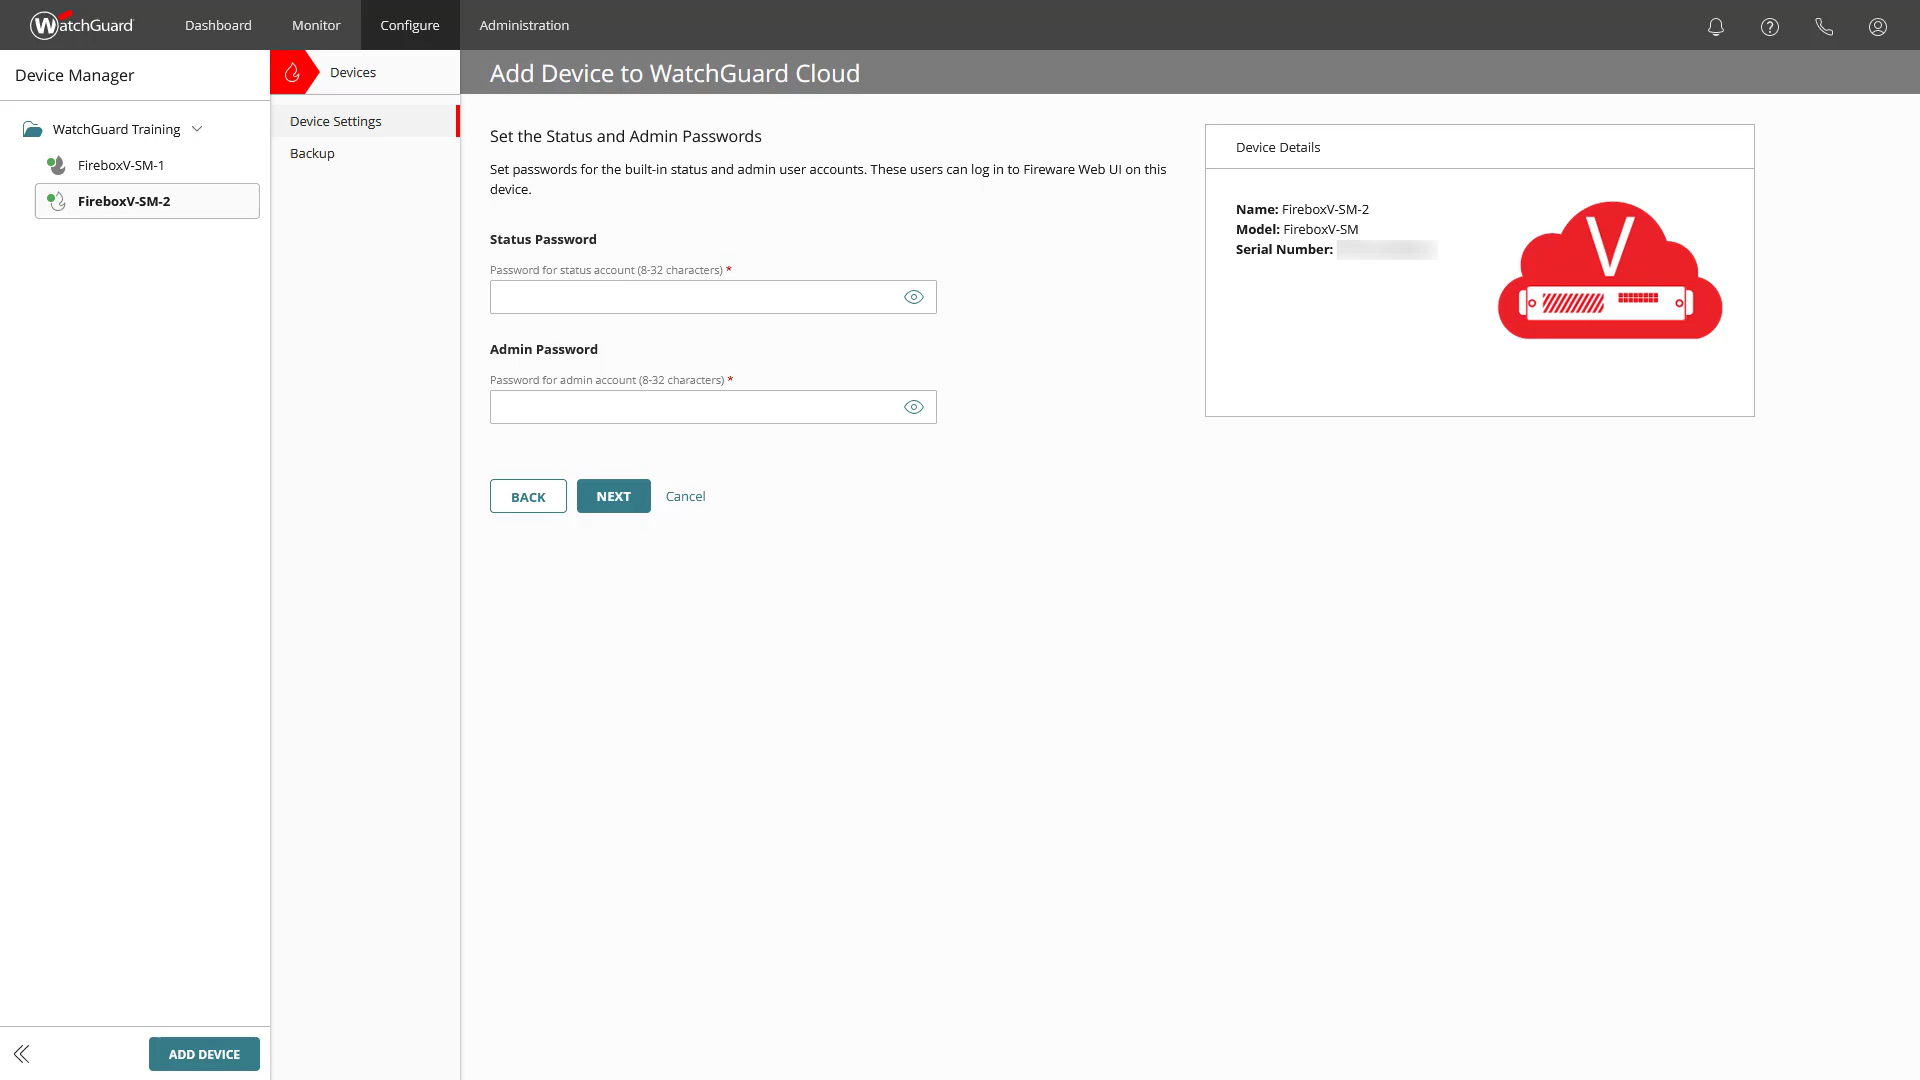 WatchGuard
Dashboard
Monitor
Configure
Administration
Device Manager
WatchGuard Training
FireboxV-SM-1
FireboxV-SM-2
Devices
Device Settings
Backup
Add Device to WatchGuard Cloud
Set the Status and Admin Passwords
Set passwords for the built-in status and admin user accounts. These users can log in to Fireware Web UI on this
device.
Status Password
Password for status account (8-32 characters) *
Admin Password
Password for admin account (8-32 characters) *
BACK
NEXT
Cancel
Device Details
Name: FireboxV-SM-2
Model: FireboxV-SM
Serial Number:
V
ADD DEVICE